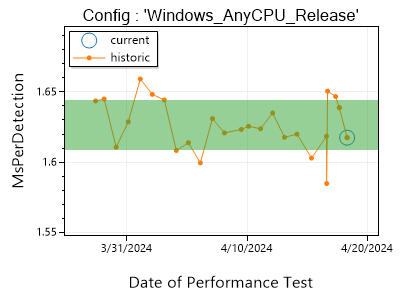 Config : 'Windows_AnyCPU_Release'
current
historic
MsPerDetection
1.65
1.6
1.55
3/31/2024
4/10/2024
4/20/2024
Date of Performance Test